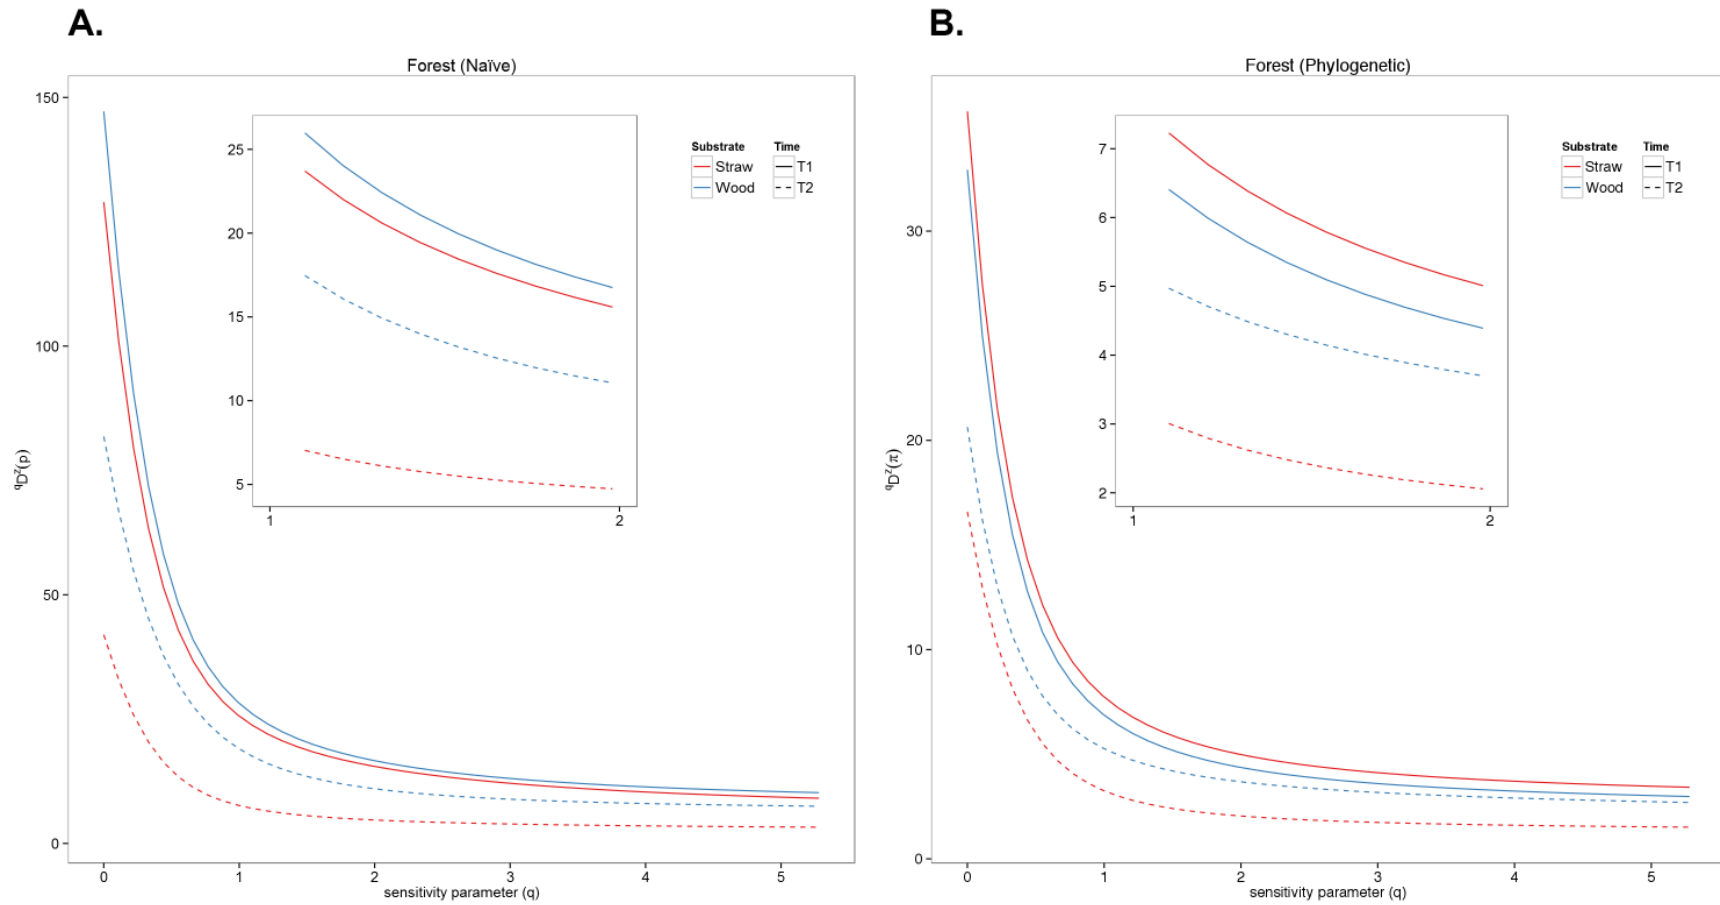 A.
Forest (Naïve)
150
100
50
0
qDz(p)
25
20
15
10
5
1 2
Substrate Time
Straw T1
Wood T2
0 1 2 3 4 5
sensitivity parameter (q)
B.
Forest (Phylogenetic)
30
20
10
0
qDz(π)
7
6
5
4
3
2
1 2
Substrate Time
Straw T1
Wood T2
0 1 2 3 4 5
sensitivity parameter (q)